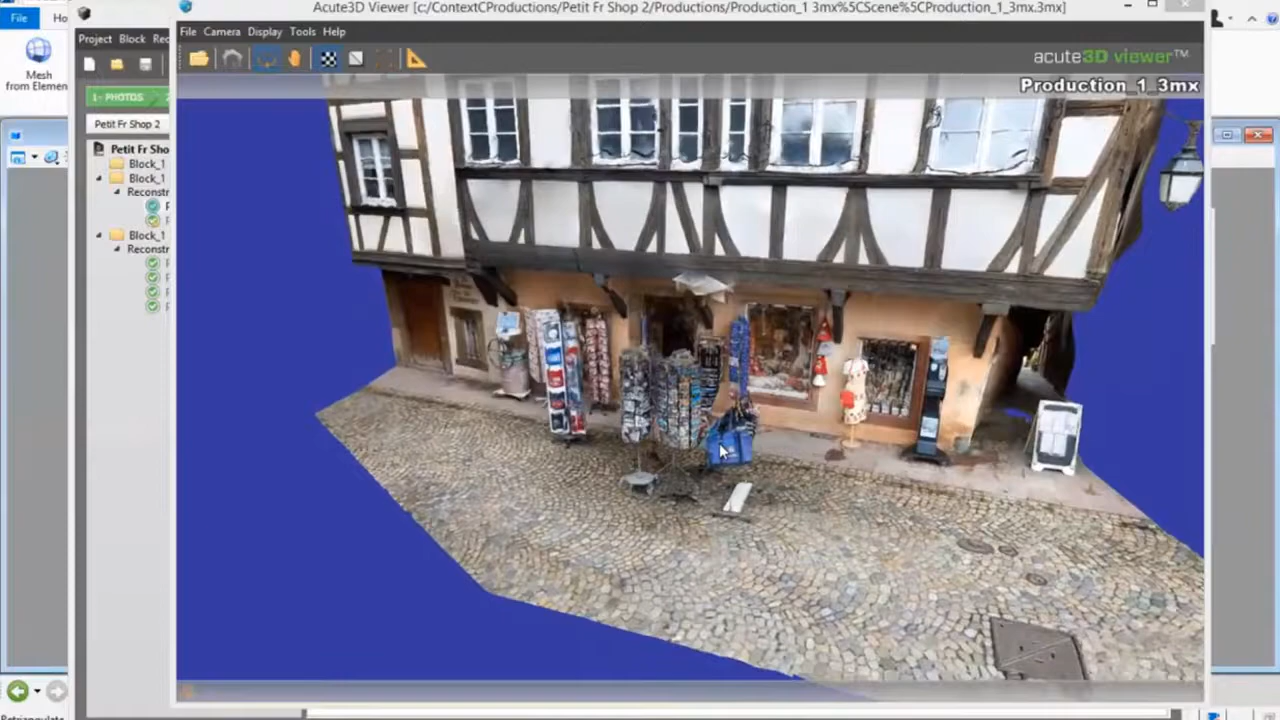 Acute3D Viewer [c:/ContextCProductions/Petit Fr Shop 2/Productions/Production_1 3mx%5CScene%5CProduction_1_3mx.3mx]
File Ho
Project Block Rec
File Camera Display Tools Help
acute3D viewer™
Mesh
from Elemen
Production_1_3mx
1- PHOTOS
Petit Fr Shop 2
Petit Fr Sho
Block_1
Block_1
Reconstr
Block_1
Reconstr